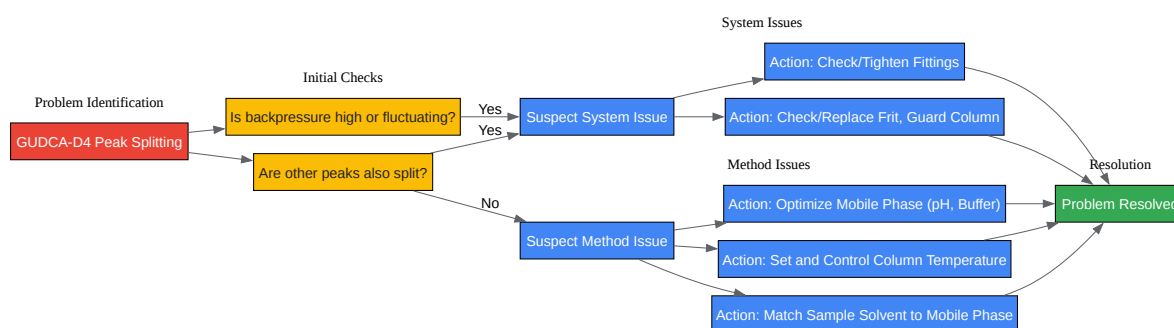 System Issues
Action: Check/Tighten Fittings
Initial Checks
Problem Identification
Is backpressure high or fluctuating?
Yes
Suspect System Issue
Action: Check/Replace Frit, Guard Column
GUDCA-D4 Peak Splitting
Yes
Are other peaks also split?
Method Issues
Resolution
No
Action: Optimize Mobile Phase (pH, Buffer)
Problem Resolved
Suspect Method Issue
Action: Set and Control Column Temperature
Action: Match Sample Solvent to Mobile Phase